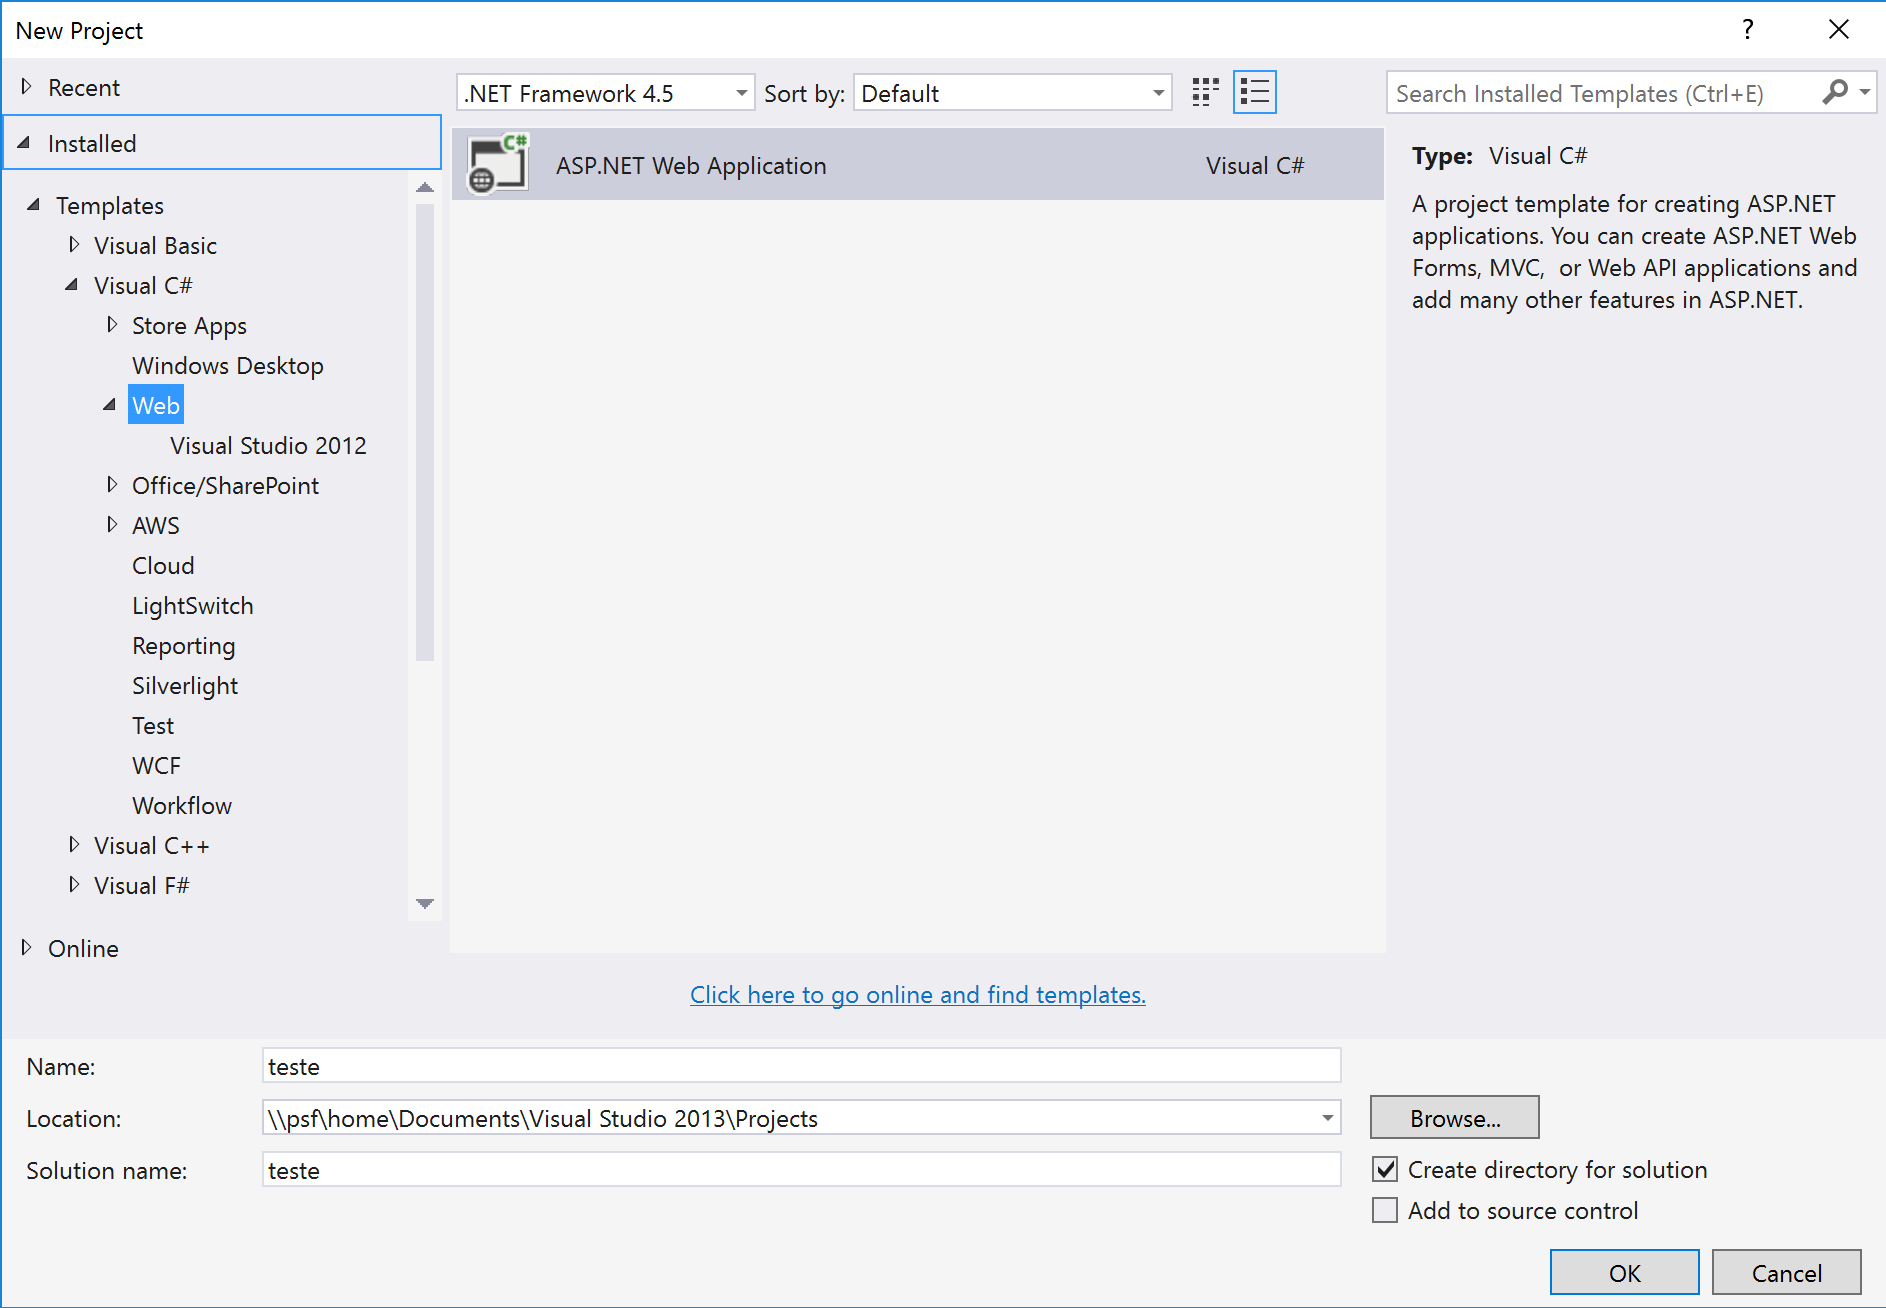 New Project
?
Recent
.NET Framework 4.5
Sort by:
Default
Search Installed Templates (Ctrl+E)
Installed
Templates
Visual Basic
Visual C#
Store Apps
Windows Desktop
Web
Visual Studio 2012
Office/SharePoint
AWS
Cloud
LightSwitch
Reporting
Silverlight
Test
WCF
Workflow
Visual C++
Visual F#
Online
C#
ASP.NET Web Application
Visual C#
Type: Visual C#
A project template for creating ASP.NET
applications. You can create ASP.NET Web
Forms, MVC,  or Web API applications and
add many other features in ASP.NET.
Click here to go online and find templates.
Name:
teste
Location:
\\psf\home\Documents\Visual Studio 2013\Projects
Browse...
Solution name:
teste
Create directory for solution
Add to source control
OK
Cancel